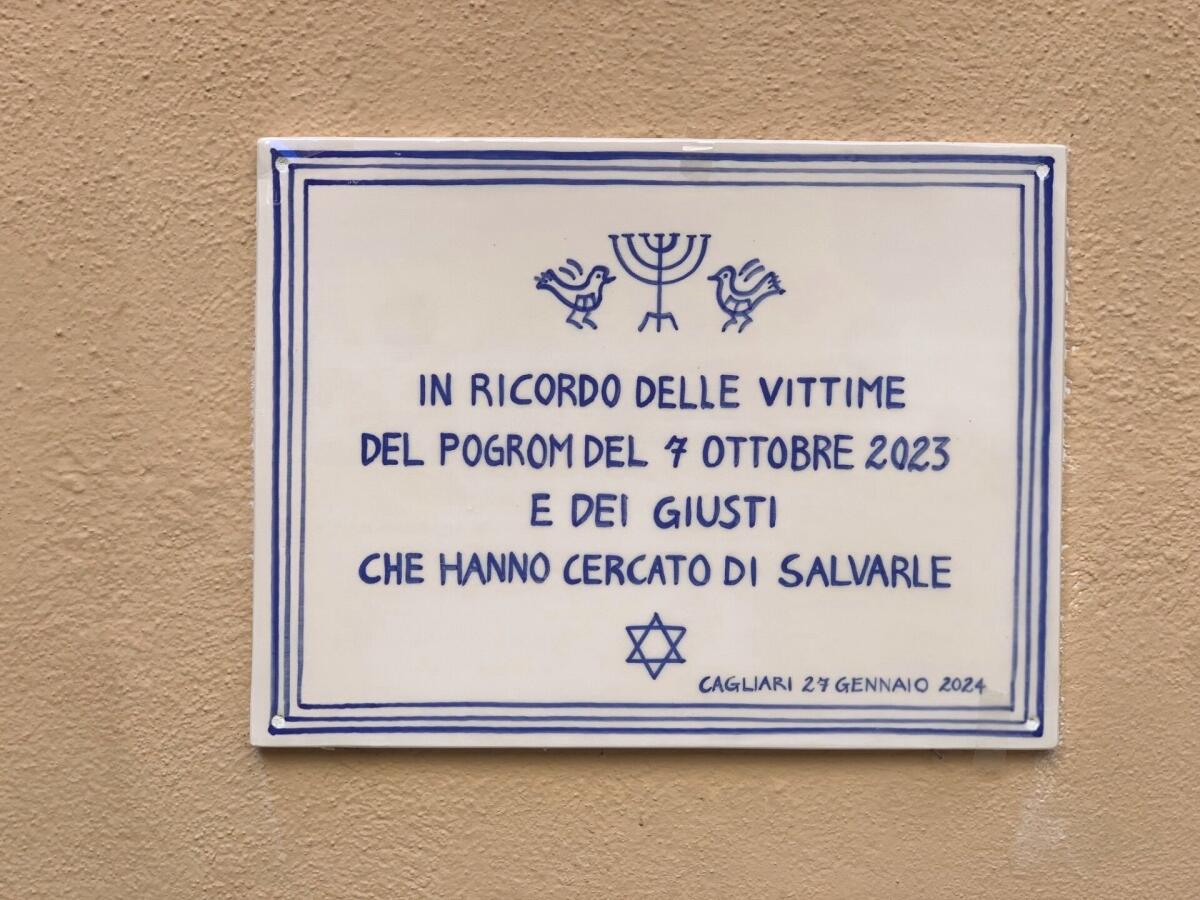 IN RICORDO DELLE VITTIME
DEL POGROM DEL 7 OTTOBRE 2023
E DEI GIUSTI
CHE HANNO CERCATO DI SALVARLE
CAGLIARI 27 GENNAIO 2024